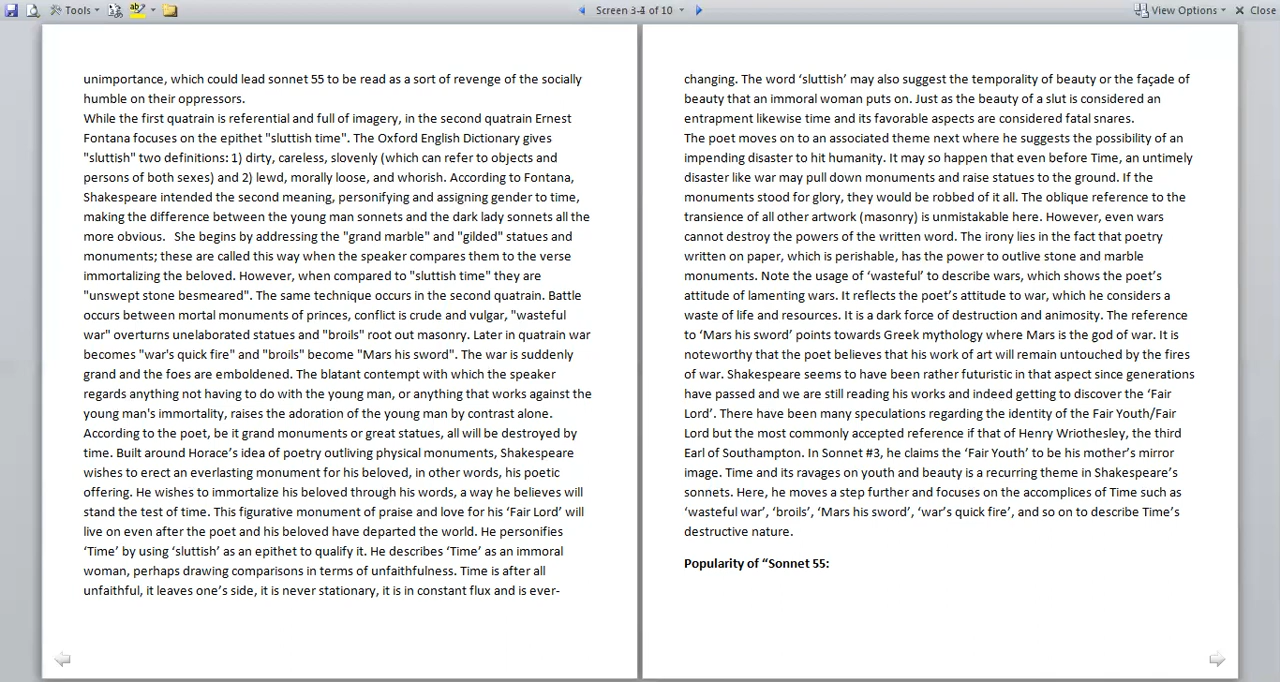 Tools
Screen 3-4 of 10
View Options
Close
unimportance, which could lead sonnet 55 to be read as a sort of revenge of the socially
humble on their oppressors.
While the first quatrain is referential and full of imagery, in the second quatrain Ernest
Fontana focuses on the epithet "sluttish time". The Oxford English Dictionary gives
"sluttish" two definitions: 1) dirty, careless, slovenly (which can refer to objects and
persons of both sexes) and 2) lewd, morally loose, and whorish. According to Fontana,
Shakespeare intended the second meaning, personifying and assigning gender to time,
making the difference between the young man sonnets and the dark lady sonnets all the
more obvious.   She begins by addressing the "grand marble" and "gilded" statues and
monuments; these are called this way when the speaker compares them to the verse
immortalizing the beloved. However, when compared to "sluttish time" they are
"unswept stone besmeared". The same technique occurs in the second quatrain. Battle
occurs between mortal monuments of princes, conflict is crude and vulgar, "wasteful
war" overturns unelaborated statues and "broils" root out masonry. Later in quatrain war
becomes "war's quick fire" and "broils" become "Mars his sword". The war is suddenly
grand and the foes are emboldened. The blatant contempt with which the speaker
regards anything not having to do with the young man, or anything that works against the
young man's immortality, raises the adoration of the young man by contrast alone.
According to the poet, be it grand monuments or great statues, all will be destroyed by
time. Built around Horace’s idea of poetry outliving physical monuments, Shakespeare
wishes to erect an everlasting monument for his beloved, in other words, his poetic
offering. He wishes to immortalize his beloved through his words, a way he believes will
stand the test of time. This figurative monument of praise and love for his ‘Fair Lord’ will
live on even after the poet and his beloved have departed the world. He personifies
‘Time’ by using ‘sluttish’ as an epithet to qualify it. He describes ‘Time’ as an immoral
woman, perhaps drawing comparisons in terms of unfaithfulness. Time is after all
unfaithful, it leaves one’s side, it is never stationary, it is in constant flux and is ever-
changing. The word ‘sluttish’ may also suggest the temporality of beauty or the façade of
beauty that an immoral woman puts on. Just as the beauty of a slut is considered an
entrapment likewise time and its favorable aspects are considered fatal snares.
The poet moves on to an associated theme next where he suggests the possibility of an
impending disaster to hit humanity. It may so happen that even before Time, an untimely
disaster like war may pull down monuments and raise statues to the ground. If the
monuments stood for glory, they would be robbed of it all. The oblique reference to the
transience of all other artwork (masonry) is unmistakable here. However, even wars
cannot destroy the powers of the written word. The irony lies in the fact that poetry
written on paper, which is perishable, has the power to outlive stone and marble
monuments. Note the usage of ‘wasteful’ to describe wars, which shows the poet’s
attitude of lamenting wars. It reflects the poet’s attitude to war, which he considers a
waste of life and resources. It is a dark force of destruction and animosity. The reference
to ‘Mars his sword’ points towards Greek mythology where Mars is the god of war. It is
noteworthy that the poet believes that his work of art will remain untouched by the fires
of war. Shakespeare seems to have been rather futuristic in that aspect since generations
have passed and we are still reading his works and indeed getting to discover the ‘Fair
Lord’. There have been many speculations regarding the identity of the Fair Youth/Fair
Lord but the most commonly accepted reference if that of Henry Wriothesley, the third
Earl of Southampton. In Sonnet #3, he claims the ‘Fair Youth’ to be his mother’s mirror
image. Time and its ravages on youth and beauty is a recurring theme in Shakespeare’s
sonnets. Here, he moves a step further and focuses on the accomplices of Time such as
‘wasteful war’, ‘broils’, ‘Mars his sword’, ‘war’s quick fire’, and so on to describe Time’s
destructive nature.
Popularity of “Sonnet 55: